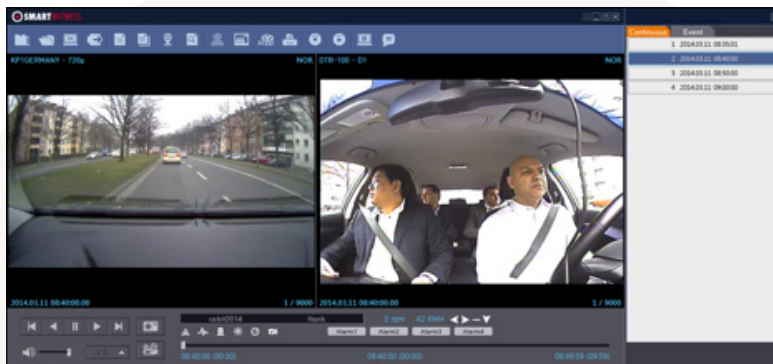 SMARTWITNESS
Continuous Event
KP1GERMANY - 720p NOR DTR-100 - D1 NOR
1 2014.03.11 08:35:01
2 2014.03.11 08:40:00
3 2014.03.11 08:50:00
4 2014.03.11 09:00:00
2014.03.11 08:40:00.00 1 / 9000 2014.03.11 08:40:00.00 1 / 9000
cebit2914 Hank 0 rpm 42 KMH
Alarm1 Alarm2 Alarm3 Alarm4
08:40:00 (00:00) 08:40:00 (00:00) 08:49:59 (09:59)